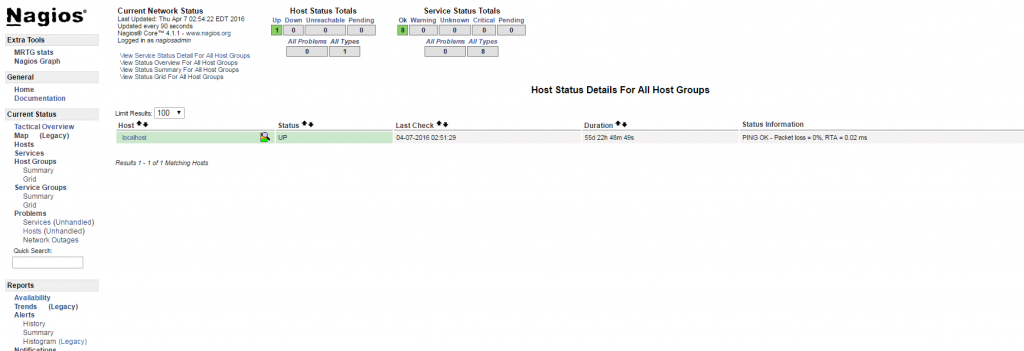 Nagios®
Extra Tools
MRTG stats
Nagios Graph
General
Home
Documentation
Current Status
Tactical Overview
Map (Legacy)
Hosts
Services
Host Groups
Summary
Grid
Service Groups
Summary
Grid
Problems
Services (Unhandled)
Hosts (Unhandled)
Network Outages
Quick Search:
Reports
Availability
Trends (Legacy)
Alerts
History
Summary
Histogram (Legacy)
Notifications
Current Network Status
Last Updated: Thu Apr 7 02:54:22 EDT 2016
Updated every 90 seconds
Nagios® Core™ 4.1.1 - www.nagios.org
Logged in as nagiosadmin
View Service Status Detail For All Host Groups
View Status Overview For All Host Groups
View Status Summary For All Host Groups
View Status Grid For All Host Groups
Host Status Totals
Up Down Unreachable Pending
1 0 0 0
All Problems All Types
0 1
Service Status Totals
Ok Warning Unknown Critical Pending
8 0 0 0 0
All Problems All Types
0 8
Host Status Details For All Host Groups
Limit Results: 100
Host Status Last Check Duration Status Information
localhost UP 04-07-2016 02:51:29 55d 22h 48m 49s PING OK - Packet loss = 0%, RTA = 0.02 ms
Results 1 - 1 of 1 Matching Hosts